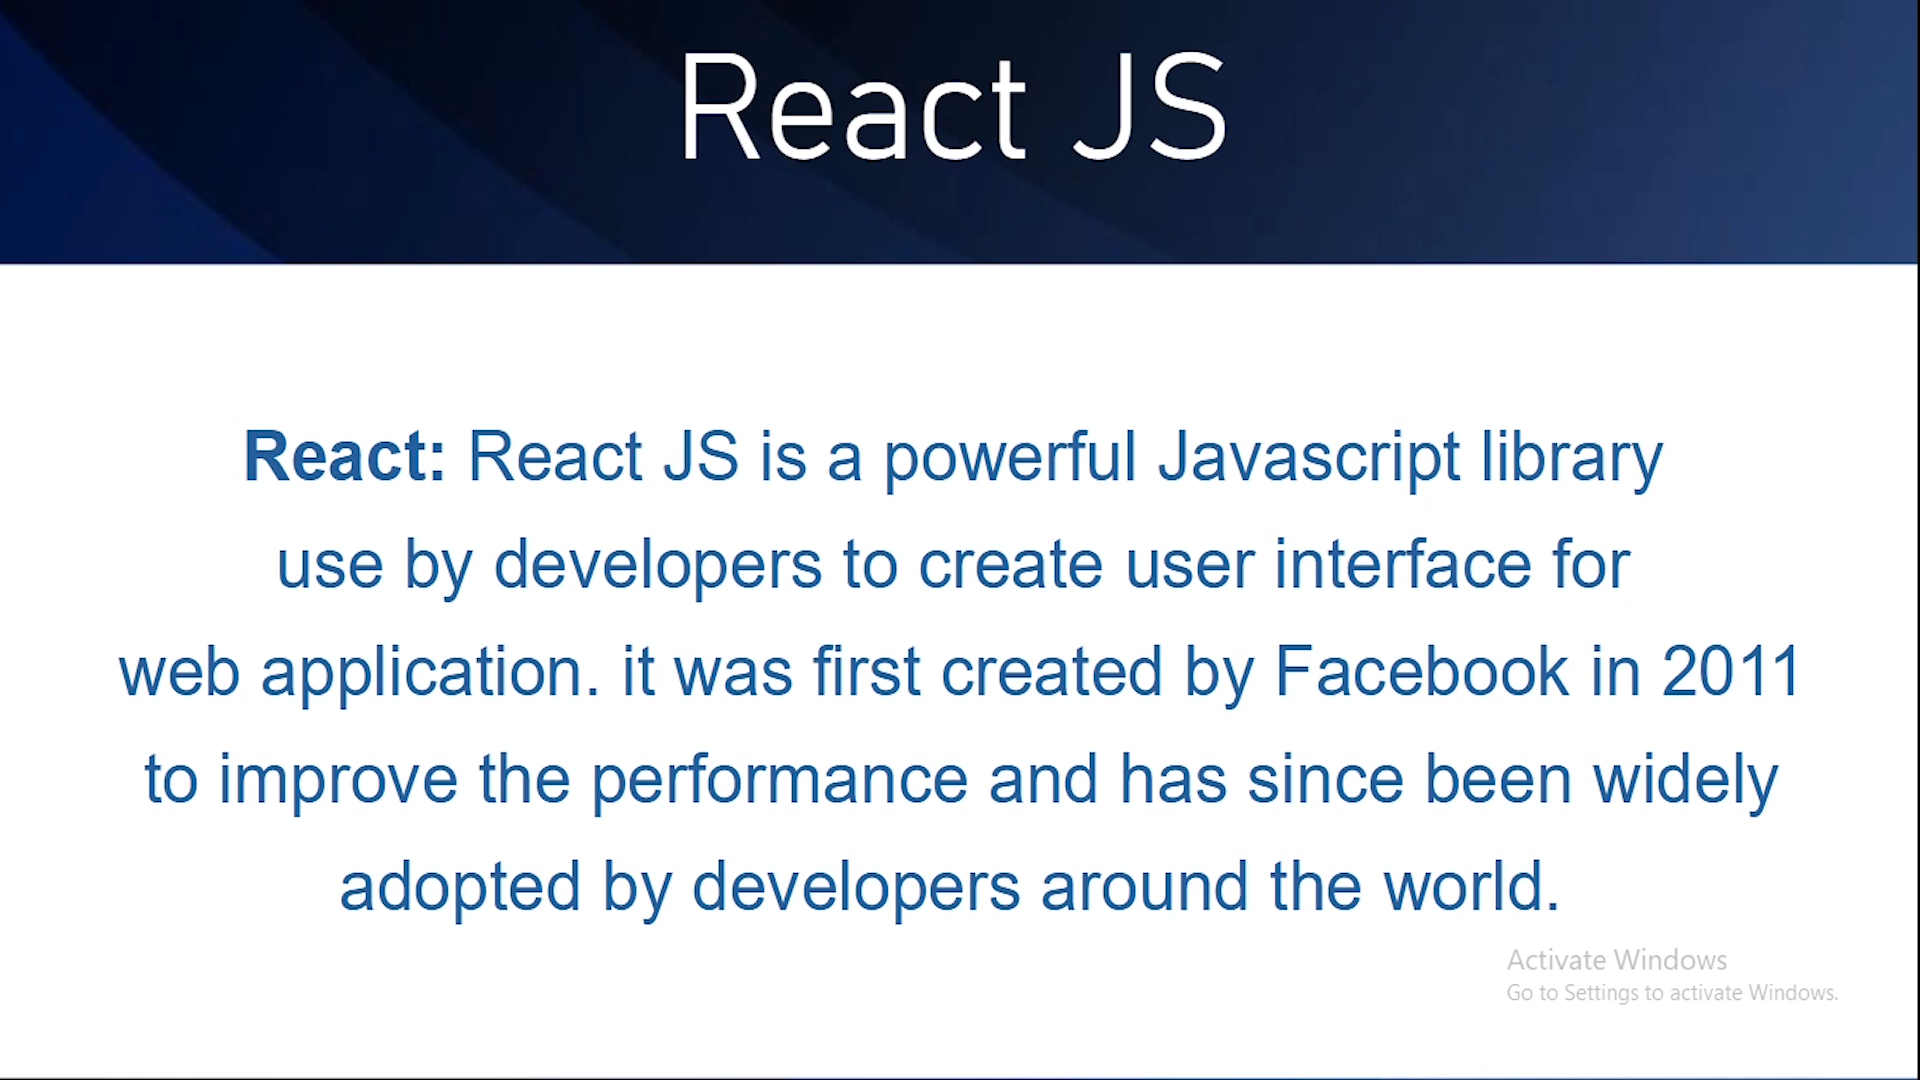 React JS
React: React JS is a powerful Javascript library
use by developers to create user interface for
web application. it was first created by Facebook in 2011
to improve the performance and has since been widely
adopted by developers around the world.
Activate Windows
Go to Settings to activate Windows.